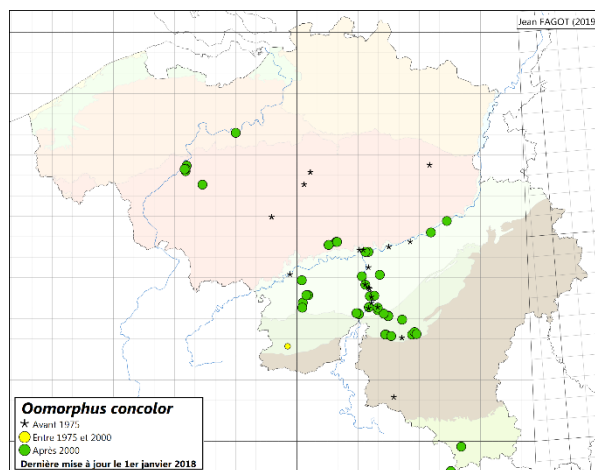 Jean FAGOT (2019
Oomorphus concolor
Avant 1975
Entre 1975 et 2000
Après 2000
Dernière mise à jour le 1er janvier 2018